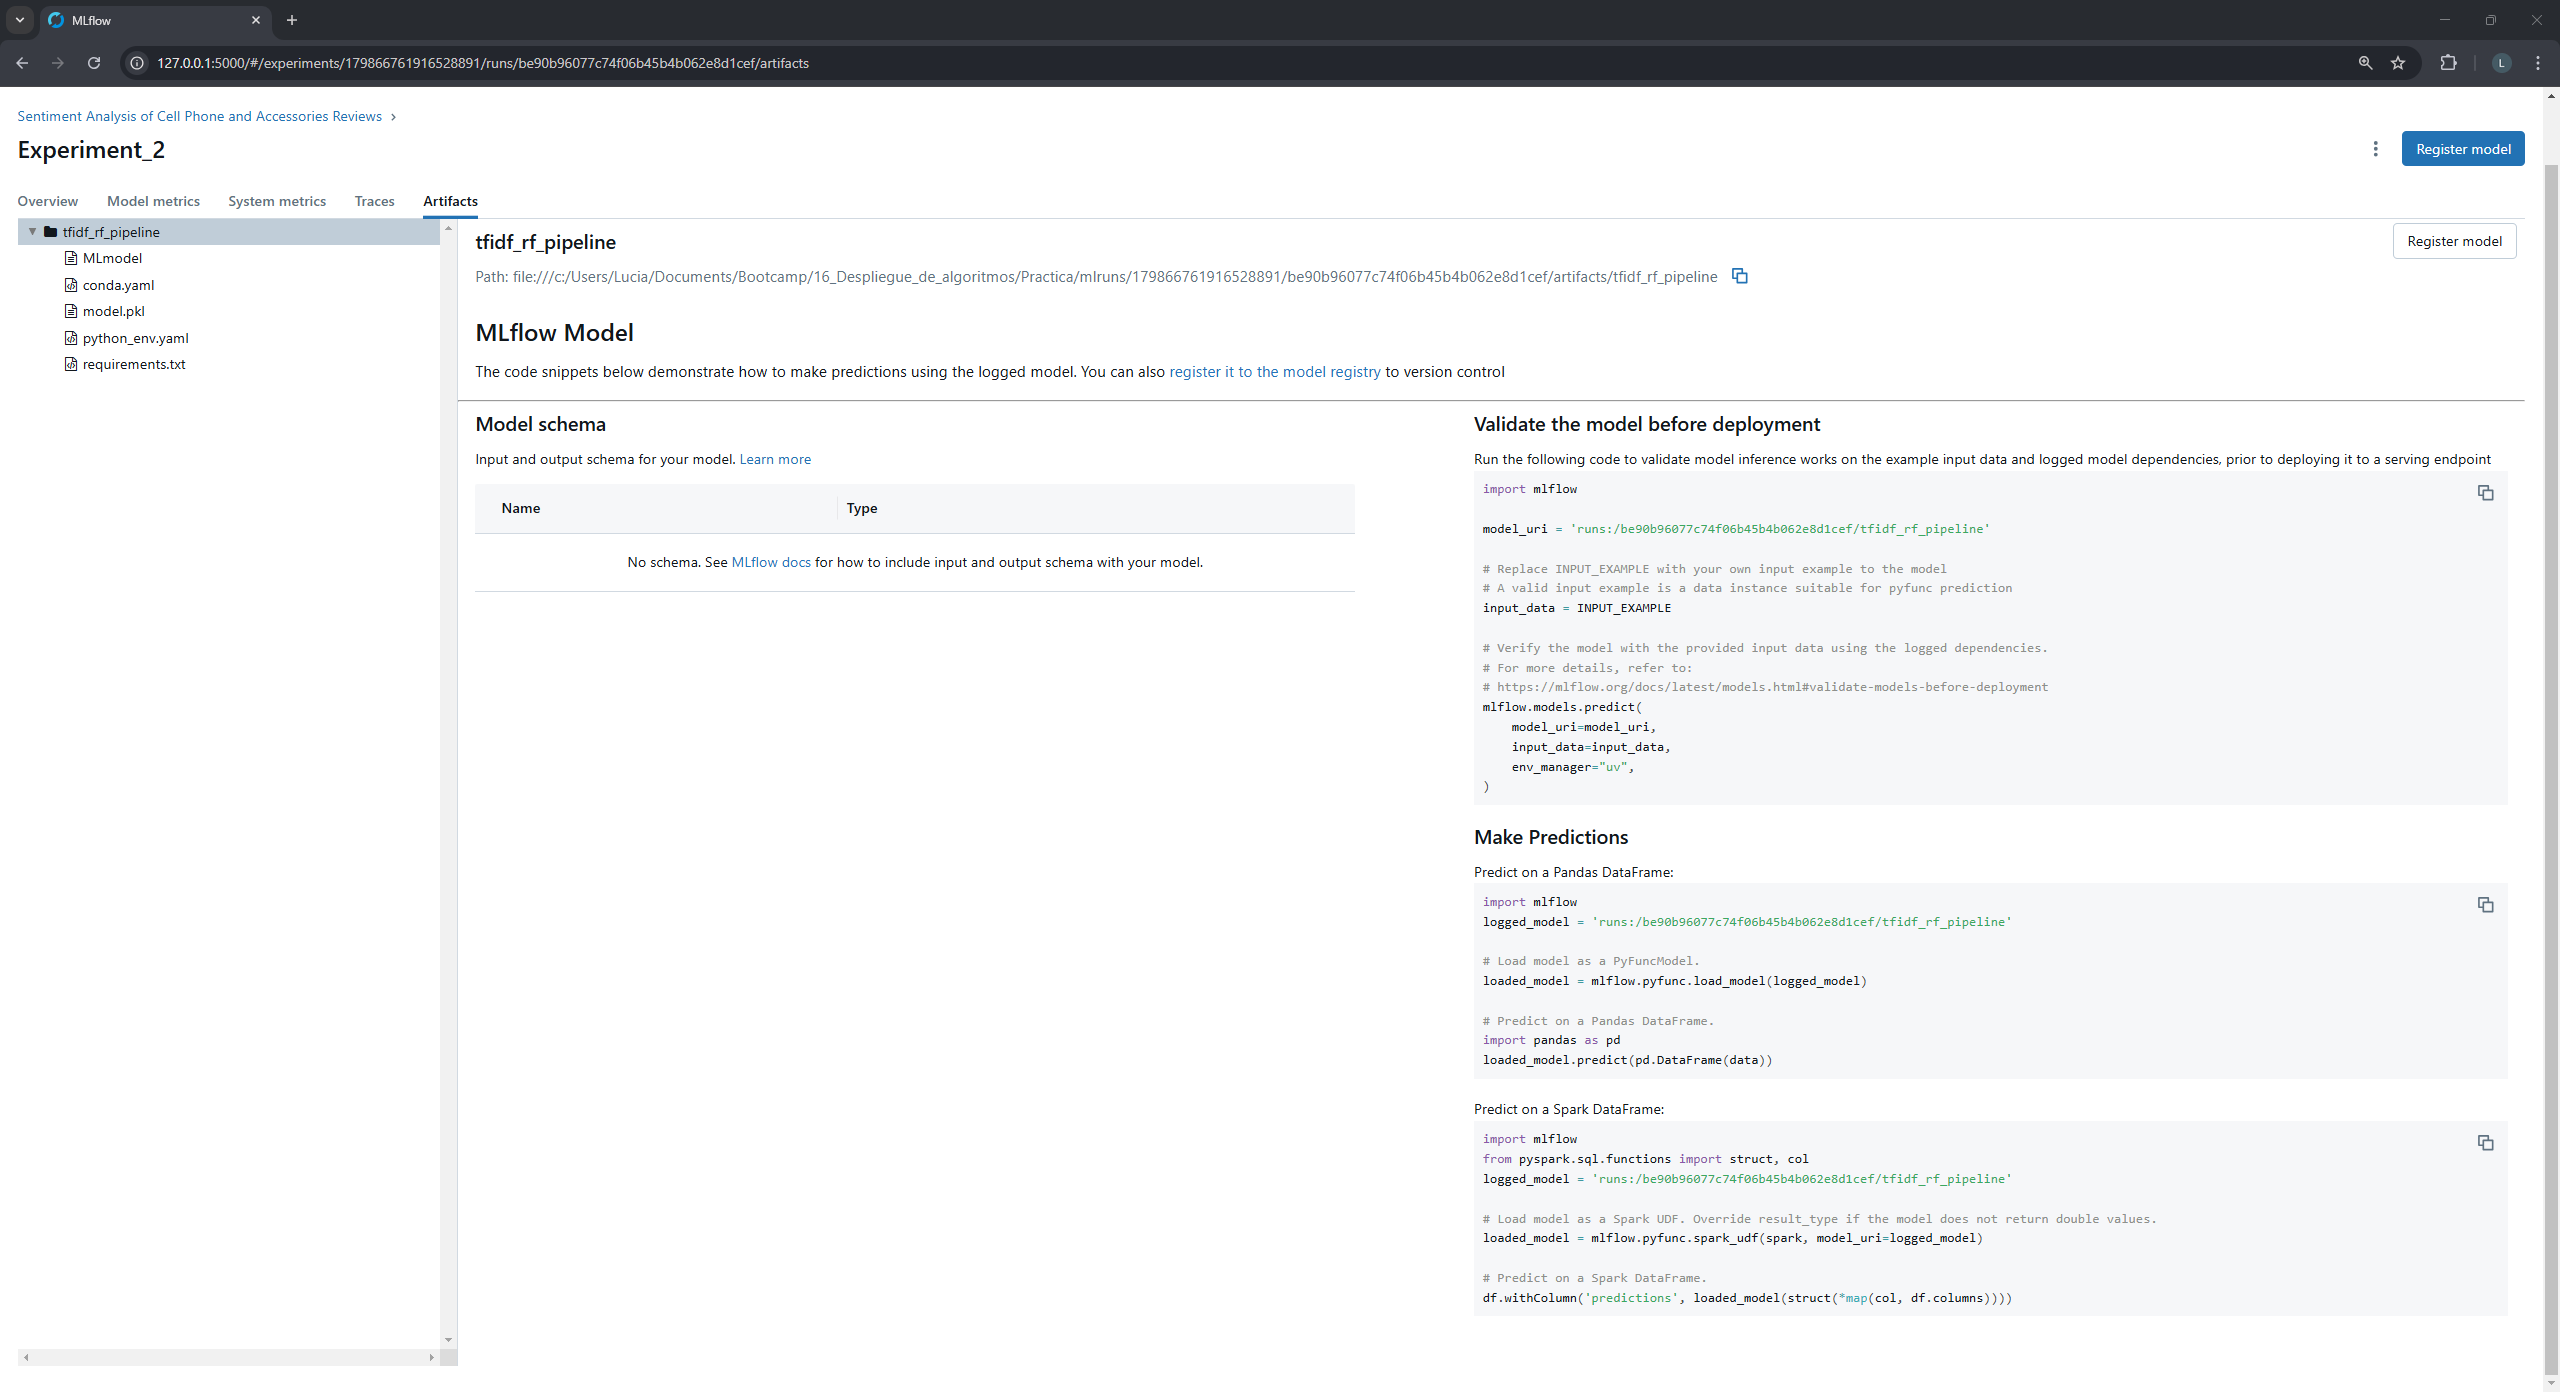 MLflow
127.0.0.1:5000/#/experiments/179866761916528891/runs/be90b96077c74f06b45b4b062e8d1cef/artifacts
L
Sentiment Analysis of Cell Phone and Accessories Reviews
Experiment_2
Register model
Overview
Model metrics
System metrics
Traces
Artifacts
tfidf_rf_pipeline
MLmodel
conda.yaml
model.pkl
python_env.yaml
requirements.txt
tfidf_rf_pipeline
Register model
Path: file:///c:/Users/Lucia/Documents/Bootcamp/16_Despliegue_de_algoritmos/Practica/mlruns/179866761916528891/be90b96077c74f06b45b4b062e8d1cef/artifacts/tfidf_rf_pipeline
MLflow Model
The code snippets below demonstrate how to make predictions using the logged model. You can also register it to the model registry to version control
Model schema
Input and output schema for your model. Learn more
Name
Type
No schema. See MLflow docs for how to include input and output schema with your model.
Validate the model before deployment
Run the following code to validate model inference works on the example input data and logged model dependencies, prior to deploying it to a serving endpoint
import mlflow
model_uri = 'runs:/be90b96077c74f06b45b4b062e8d1cef/tfidf_rf_pipeline'
# Replace INPUT_EXAMPLE with your own input example to the model
# A valid input example is a data instance suitable for pyfunc prediction
input_data = INPUT_EXAMPLE
# Verify the model with the provided input data using the logged dependencies.
# For more details, refer to:
# https://mlflow.org/docs/latest/models.html#validate-models-before-deployment
mlflow.models.predict(
model_uri=model_uri,
input_data=input_data,
env_manager="uv",
)
Make Predictions
Predict on a Pandas DataFrame:
import mlflow
logged_model = 'runs:/be90b96077c74f06b45b4b062e8d1cef/tfidf_rf_pipeline'
# Load model as a PyFuncModel.
loaded_model = mlflow.pyfunc.load_model(logged_model)
# Predict on a Pandas DataFrame.
import pandas as pd
loaded_model.predict(pd.DataFrame(data))
Predict on a Spark DataFrame:
import mlflow
from pyspark.sql.functions import struct, col
logged_model = 'runs:/be90b96077c74f06b45b4b062e8d1cef/tfidf_rf_pipeline'
# Load model as a Spark UDF. Override result_type if the model does not return double values.
loaded_model = mlflow.pyfunc.spark_udf(spark, model_uri=logged_model)
# Predict on a Spark DataFrame.
df.withColumn('predictions', loaded_model(struct(*map(col, df.columns))))